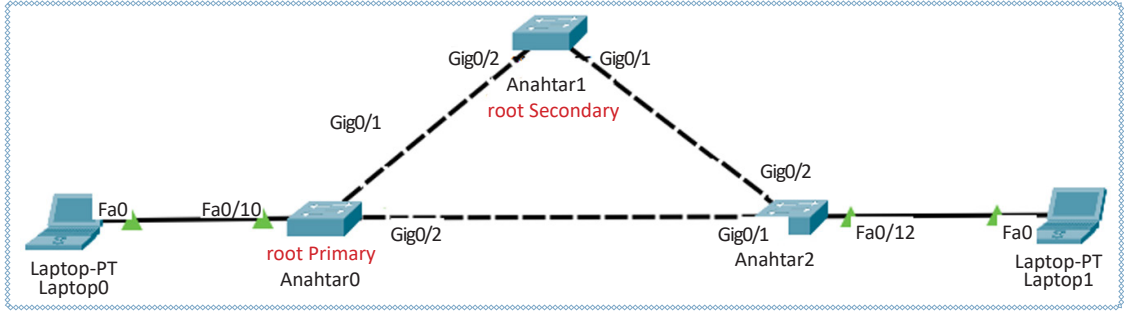 Gig0/2
Gig0/1
Anahtar1
root Secondary
Gig0/1
Gig0/2
Fa0
Fa0/10
Gig0/2
Gig0/1
Fa0/12
Fa0
root Primary
Anahtar0
Anahtar2
Laptop-PT
Laptop0
Laptop-PT
Laptop1